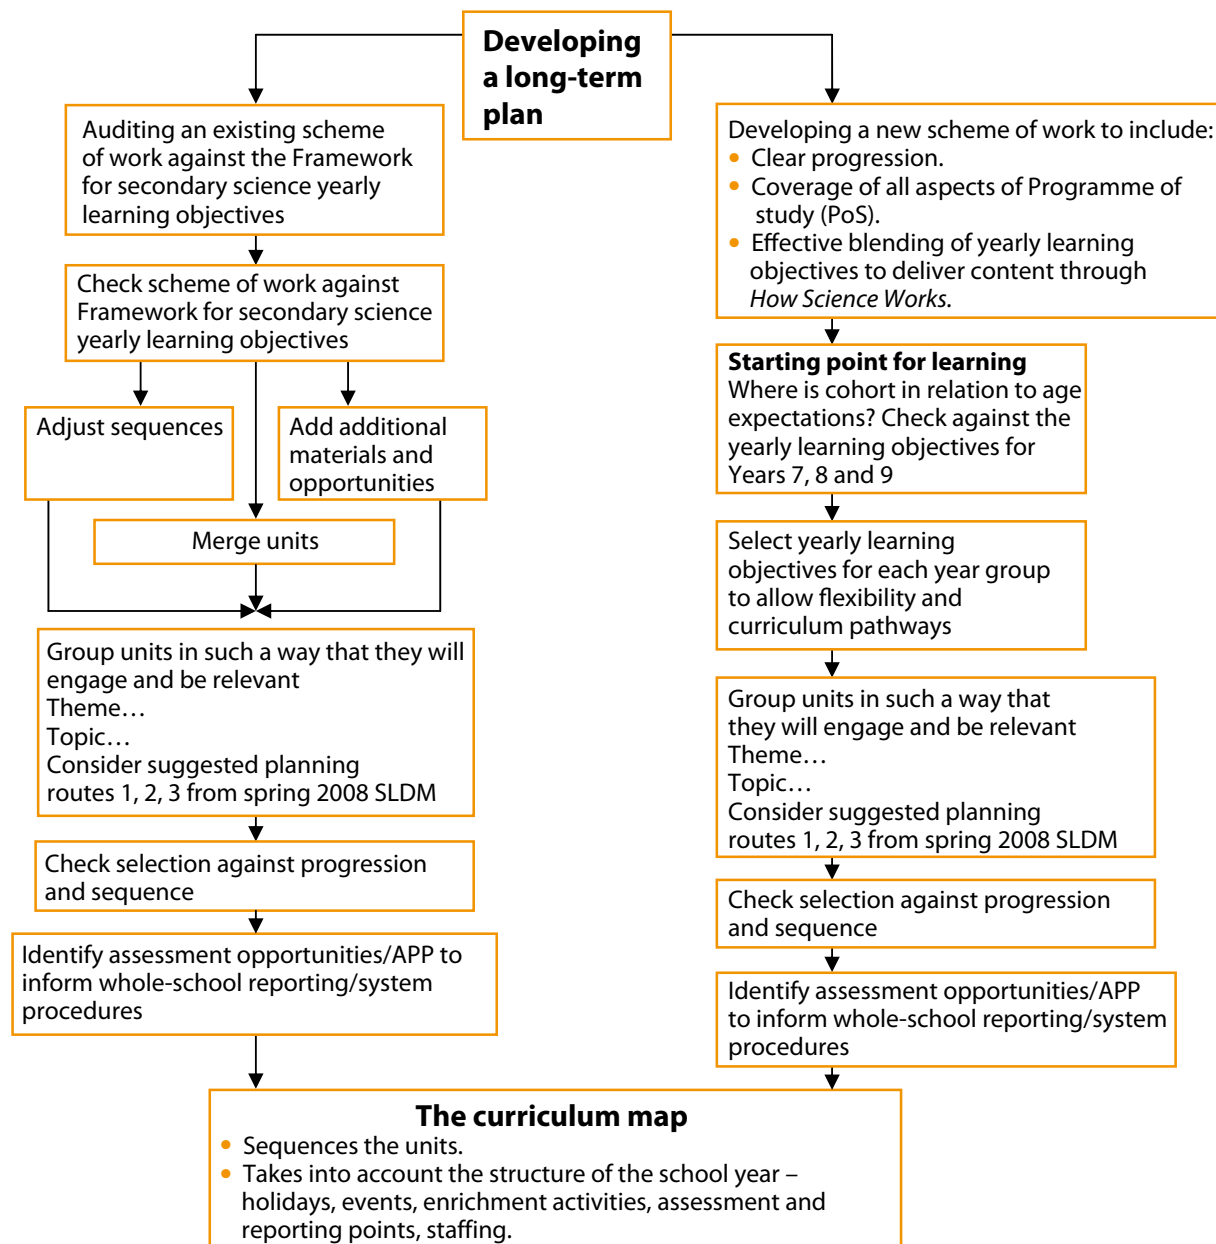 Developing
a long-term
plan
Auditing an existing scheme
of work against the Framework
for secondary science yearly
learning objectives
Check scheme of work against
Framework for secondary science
yearly learning objectives
Adjust sequences
Add additional
materials and
opportunities
Merge units
Group units in such a way that they will
engage and be relevant
Theme…
Topic…
Consider suggested planning
routes 1, 2, 3 from spring 2008 SLDM
Check selection against progression
and sequence
Identify assessment opportunities/APP to
inform whole-school reporting/system
procedures
Developing a new scheme of work to include:
• Clear progression.
• Coverage of all aspects of Programme of
study (PoS).
• Effective blending of yearly learning
objectives to deliver content through
How Science Works.
Starting point for learning
Where is cohort in relation to age
expectations? Check against the
yearly learning objectives for
Years 7, 8 and 9
Select yearly learning
objectives for each year group
to allow flexibility and
curriculum pathways
Group units in such a way that
they will engage and be relevant
Theme…
Topic…
Consider suggested planning
routes 1, 2, 3 from spring 2008 SLDM
Check selection against progression
and sequence
Identify assessment opportunities/APP
to inform whole-school reporting/system
procedures
The curriculum map
• Sequences the units.
• Takes into account the structure of the school year –
holidays, events, enrichment activities, assessment and
reporting points, staffing.